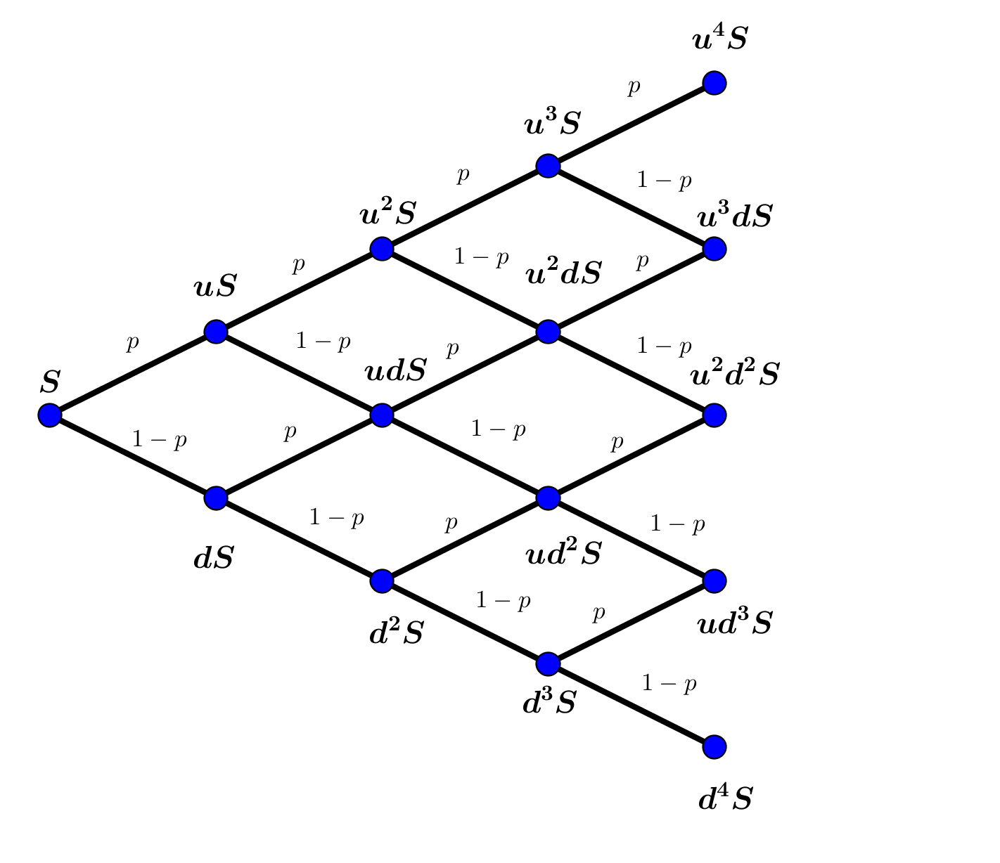 u⁴S
p
u³S
p
1 − p
u²S
u³dS
1 − p
p
u²dS
p
uS
p
1 − p
p
1 − p
udS
u²d²S
S
1 − p
p
1 − p
p
1 − p
p
1 − p
ud²S
dS
1 − p
p
d²S
ud³S
1 − p
d³S
d⁴S